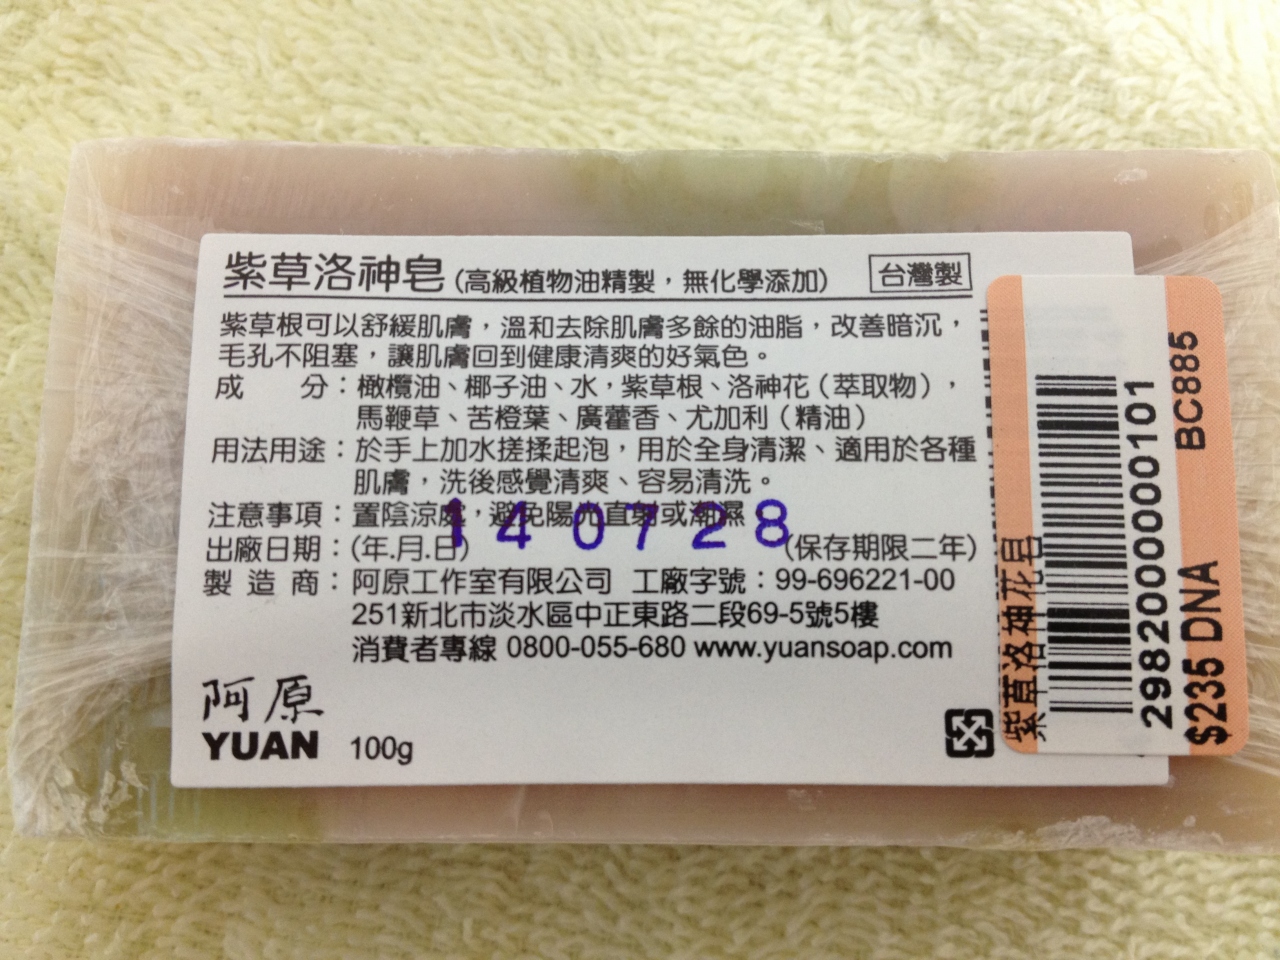 紫草洛神皂(高級植物油精製，無化學添加) 台灣製
紫草根可以舒緩肌膚，溫和去除肌膚多餘的油脂，改善暗沉，
毛孔不阻塞，讓肌膚回到健康清爽的好氣色。
成 分：橄欖油、椰子油、水，紫草根、洛神花（萃取物），
馬鞭草、苦橙葉、廣藿香、尤加利（精油）
用法用途：於手上加水搓揉起泡，用於全身清潔、適用於各種
肌膚，洗後感覺清爽、容易清洗。
注意事項：置陰涼處，避免陽光直射或潮濕。
140728
出廠日期：(年.月.日) (保存期限二年)
製 造 商：阿原工作室有限公司 工廠字號：99-696221-00
251新北市淡水區中正東路二段69-5號5樓
消費者專線 0800-055-680 www.yuansoap.com
阿原
YUAN 100g
紫草洛神花皂
2982000000101
BC885
$235 DNA